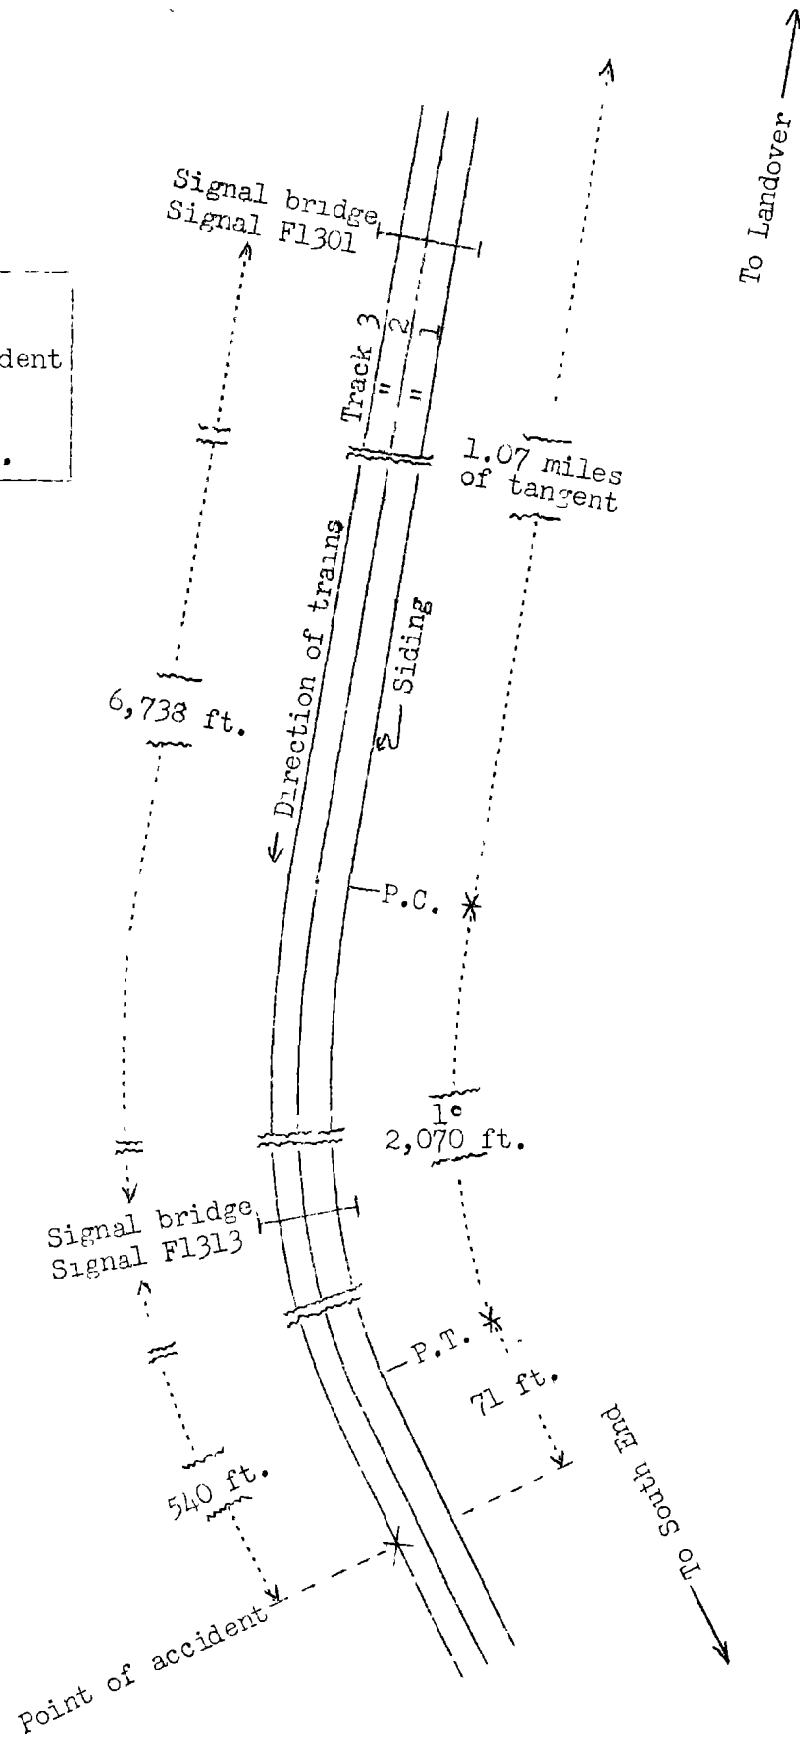 To Landover
Signal bridge
Signal F1301
dent
.
Track 3
" 2
" 1
1.07 miles
of tangent
Direction of trains
Siding
6,738 ft.
P.C.
1°
2,070 ft.
Signal bridge
Signal F1313
P.T.
71 ft.
To South End
540 ft.
Point of accident